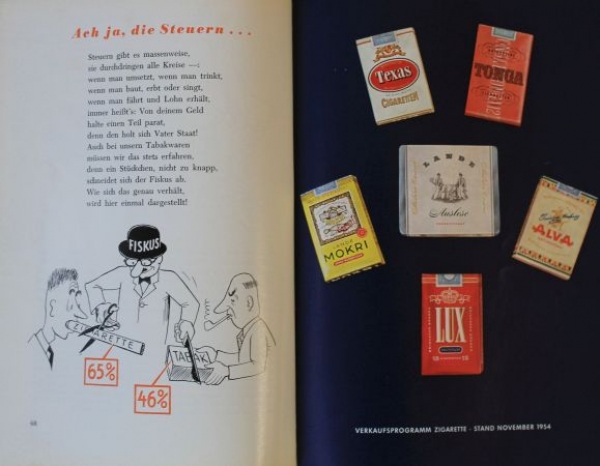 Ach ja, die Steuern . . .
Steuern gibt es massenweise,
sie durchdringen alle Kreise —:
wenn man umsetzt, wenn man trinkt,
wenn man baut, erbt oder singt,
wenn man fährt und Lohn erhält,
immer heißt's: Von deinem Geld
halte einen Teil parat,
denn den holt sich Vater Staat!
Auch bei unsern Tabakwaren
müssen wir das stets erfahren,
denn ein Stückchen, nicht zu knapp,
schneidet sich der Fiskus ab.
Wie sich das genau verhält,
wird hier einmal dargestellt!
FISKUS
ZIGARETTE
TABAK
65%
46%
Texas
CIGARETTEN
TONGA
LANDE
Auslese
MOKRI
ALVA
LUX
VERKAUFSPROGRAMM ZIGARETTE · STAND NOVEMBER 1954